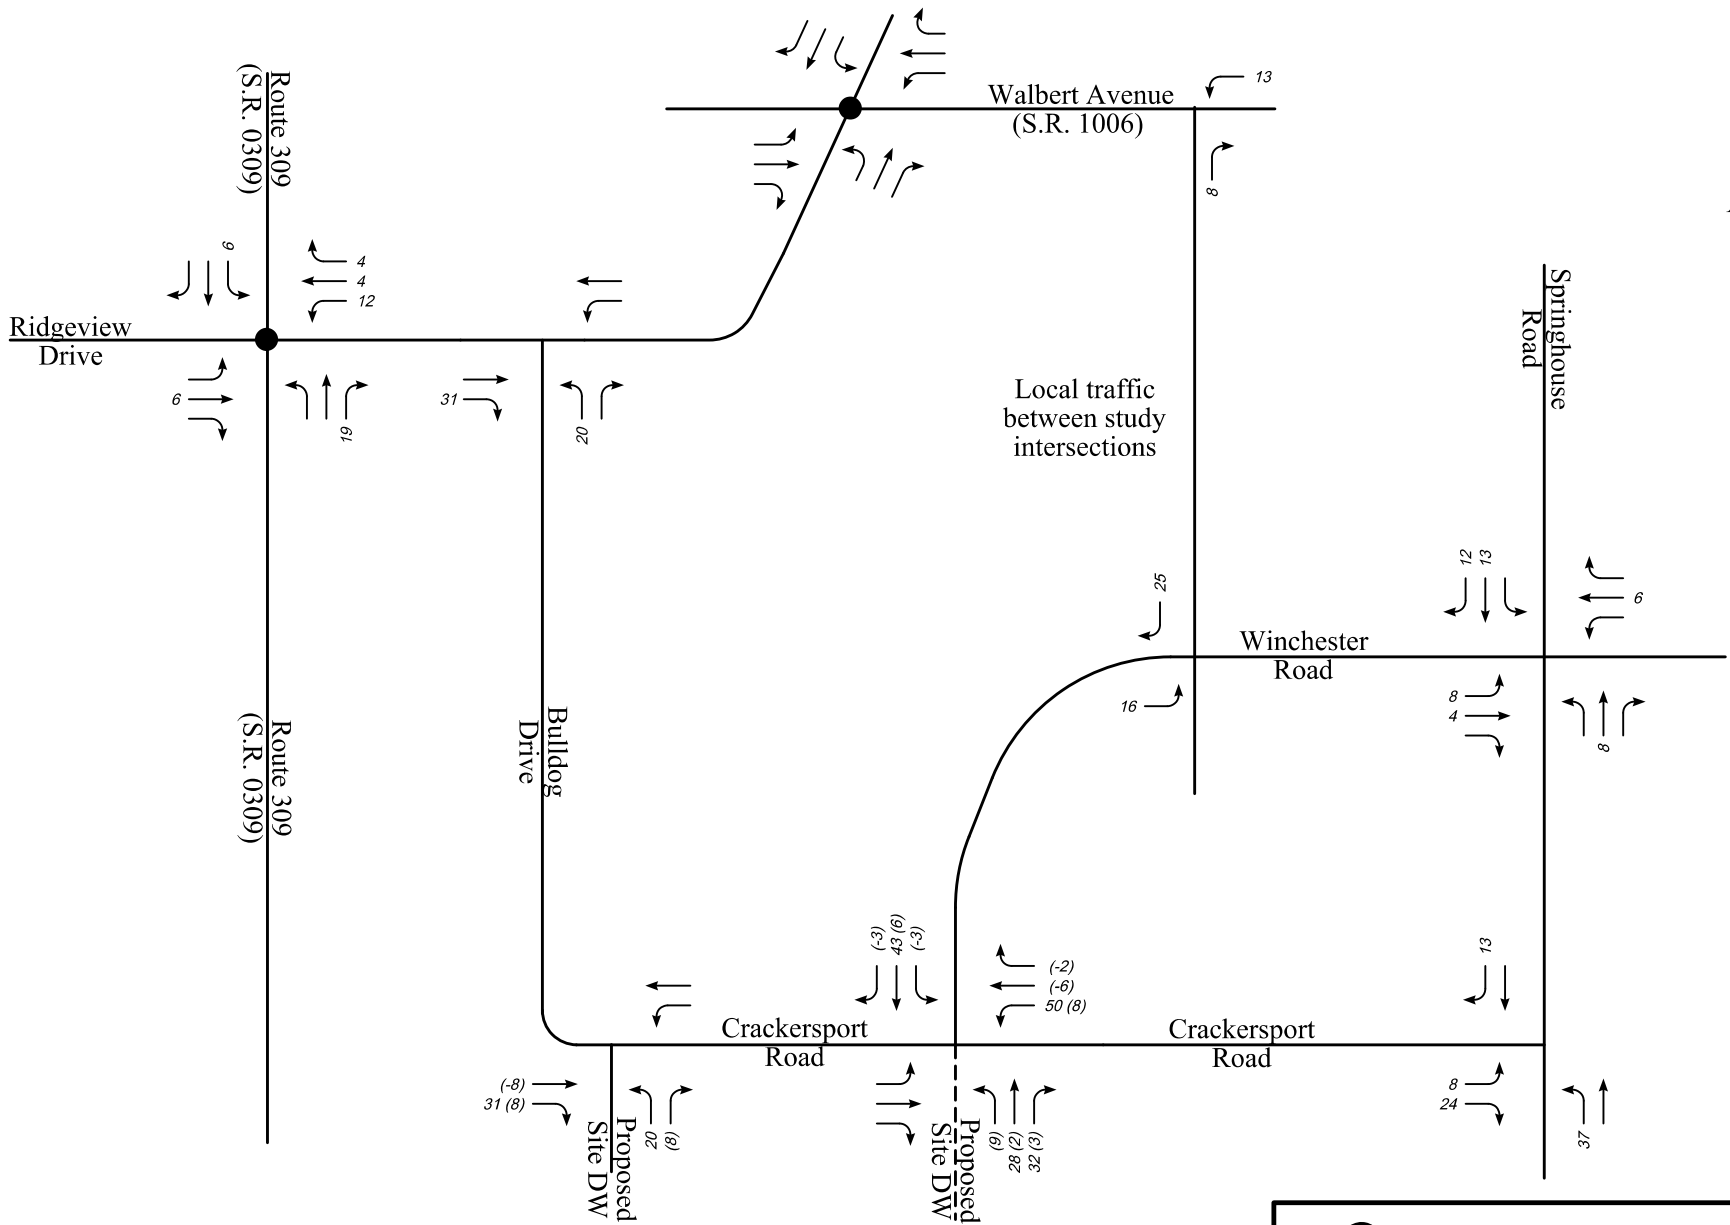 Route 309
(S.R. 0309)
Walbert Avenue
(S.R. 1006)
13
8
6
4
4
12
Ridgeview
Drive
6
19
31
20
Local traffic
between study
intersections
Springhouse
Road
25
16
Winchester
Road
12
13
6
8
4
8
Route 309
(S.R. 0309)
Bulldog
Drive
(-3)
43 (6)
(-3)
(-2)
(-6)
50 (8)
13
Crackersport
Road
Crackersport
Road
(-8)
31 (8)
20
(8)
Proposed
Site DW
(9)
28 (2)
32 (3)
Proposed
Site DW
8
24
37